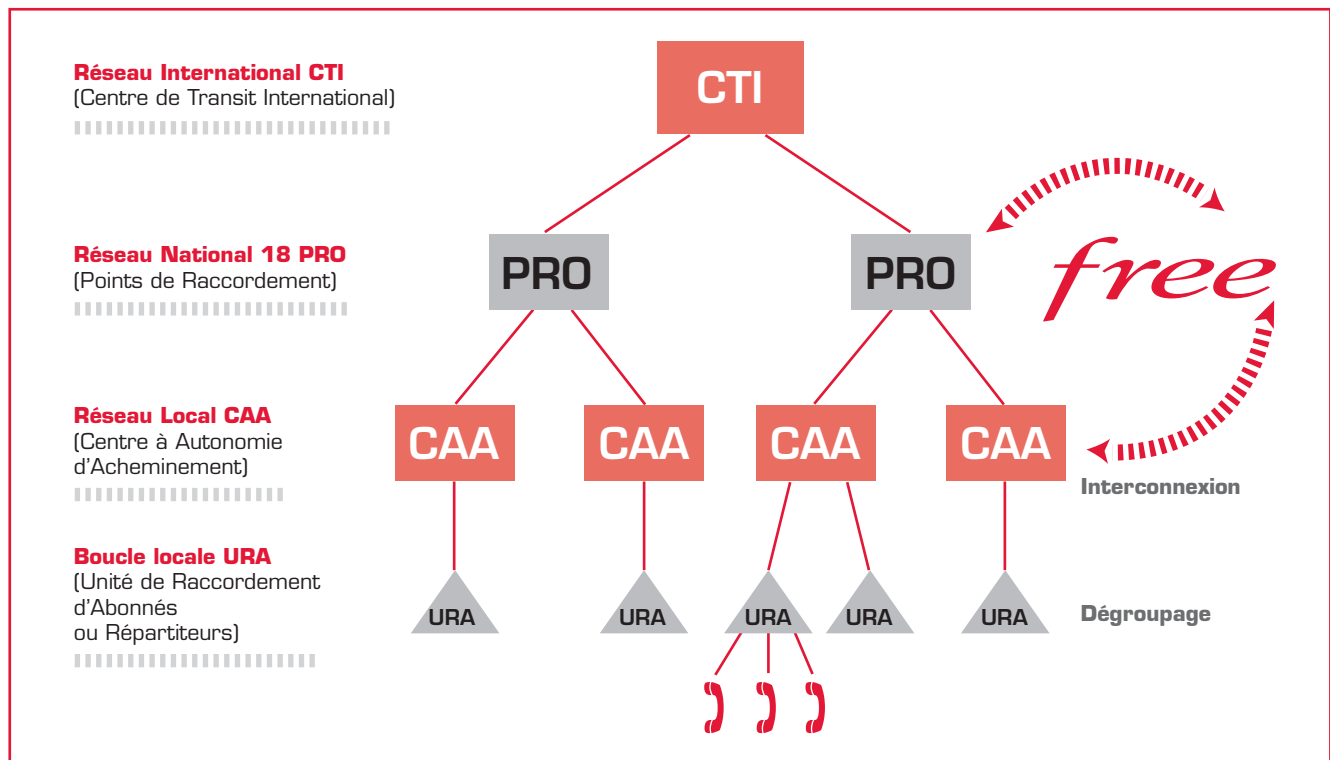 Réseau International CTI
(Centre de Transit International)
CTI
Réseau National 18 PRO
(Points de Raccordement)
PRO
PRO
free
Réseau Local CAA
(Centre à Autonomie
d'Acheminement)
CAA
CAA
CAA
CAA
Interconnexion
Boucle locale URA
(Unité de Raccordement
d'Abonnés
ou Répartiteurs)
URA
URA
URA
URA
URA
Dégroupage